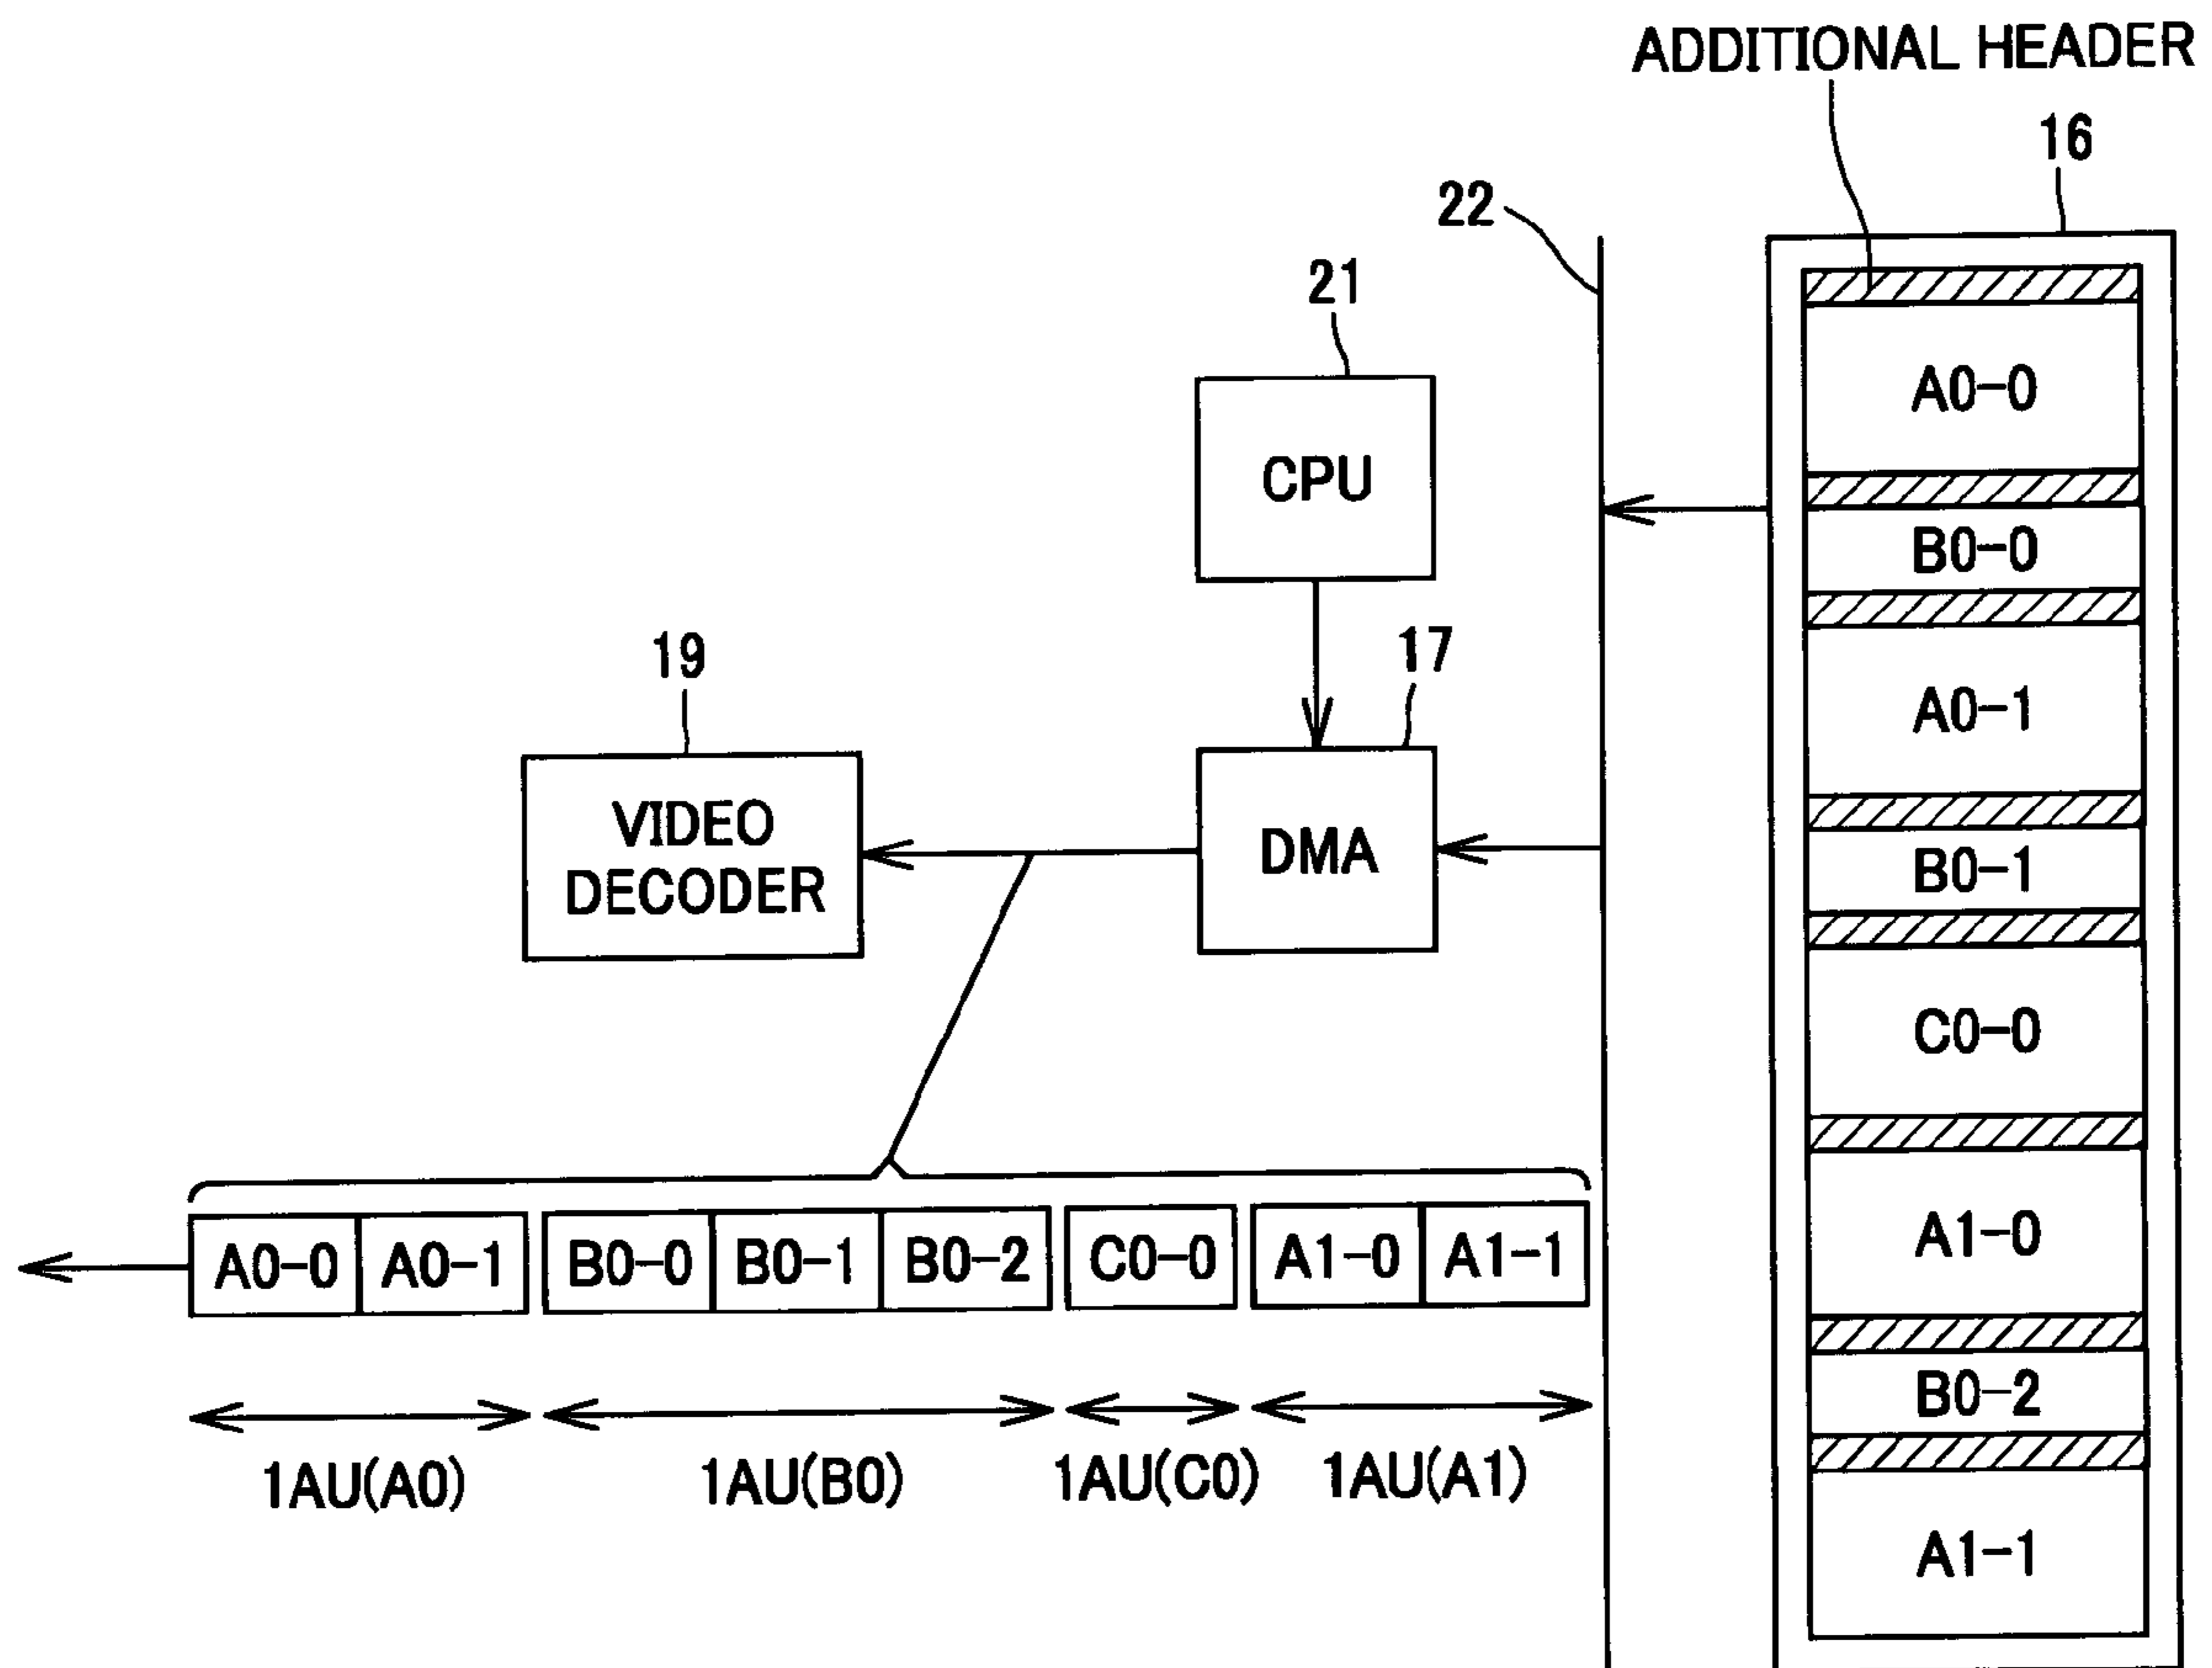 ADDITIONAL HEADER
16
22
21
CPU
19
17
VIDEO
DECODER
DMA
A0-0
B0-0
A0-1
B0-1
C0-0
A1-0
B0-2
A1-1
A0-0 A0-1 B0-0 B0-1 B0-2 C0-0 A1-0 A1-1
1AU(A0) 1AU(B0) 1AU(C0) 1AU(A1)